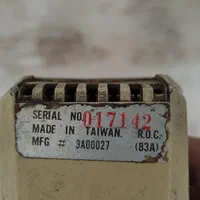 SERIAL NO. 017142
MADE IN TAIWAN. R.O.C.
MFG # 3A00027 (83A)